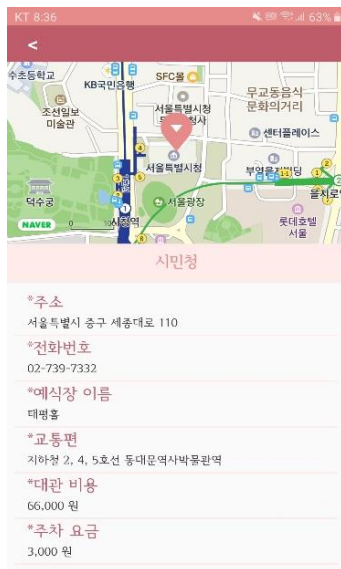 KT 8:36
63%
<
수초등학교
KB국민은행
SFC몰
무교동음식
문화의거리
조선일보
미술관
서울특별시청
센터플레이스
서울특별시청
덕수궁
서울광장
을지로
롯데호텔
서울
NAVER
시민청
*주소
서울특별시 중구 세종대로 110
*전화번호
02-739-7332
*예식장 이름
태평홀
*교통편
지하철 2, 4, 5호선 동대문역사박물관역
*대관 비용
66,000 원
*주차 요금
3,000 원